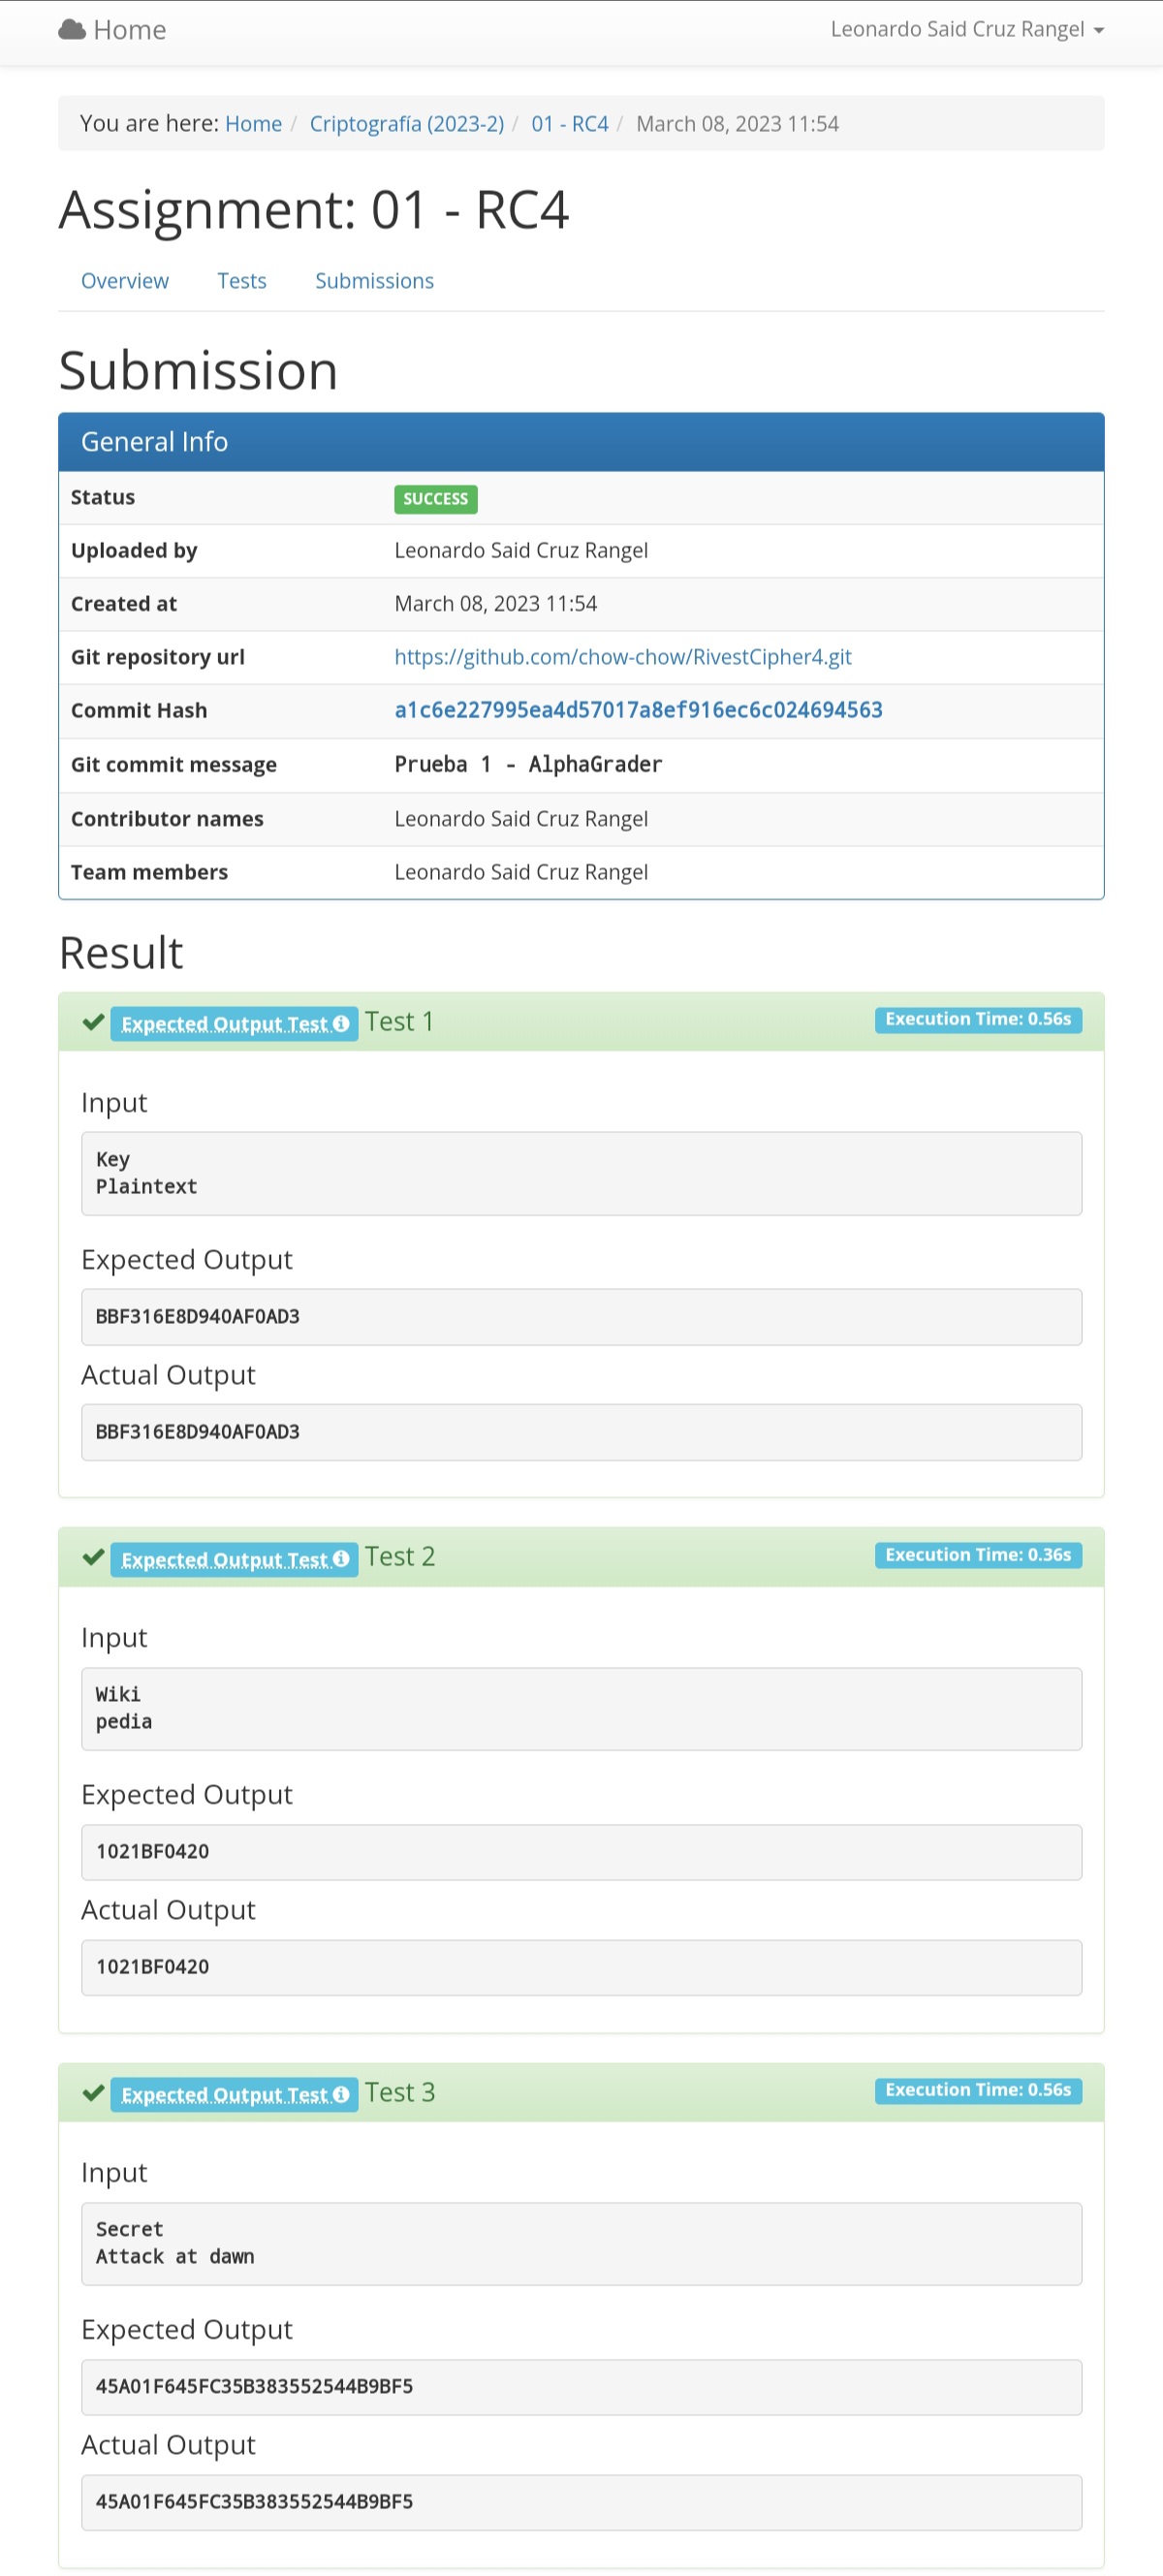 Home
Leonardo Said Cruz Rangel
You are here: Home / Criptografía (2023-2) / 01 - RC4 / March 08, 2023 11:54
Assignment: 01 - RC4
Overview Tests Submissions
Submission
General Info
Status SUCCESS
Uploaded by Leonardo Said Cruz Rangel
Created at March 08, 2023 11:54
Git repository url https://github.com/chow-chow/RivestCipher4.git
Commit Hash a1c6e227995ea4d57017a8ef916ec6c024694563
Git commit message Prueba 1 - AlphaGrader
Contributor names Leonardo Said Cruz Rangel
Team members Leonardo Said Cruz Rangel
Result
Expected Output Test Test 1 Execution Time: 0.56s
Input
Key
Plaintext
Expected Output
BBF316E8D940AF0AD3
Actual Output
BBF316E8D940AF0AD3
Expected Output Test Test 2 Execution Time: 0.36s
Input
Wiki
pedia
Expected Output
1021BF0420
Actual Output
1021BF0420
Expected Output Test Test 3 Execution Time: 0.56s
Input
Secret
Attack at dawn
Expected Output
45A01F645FC35B383552544B9BF5
Actual Output
45A01F645FC35B383552544B9BF5